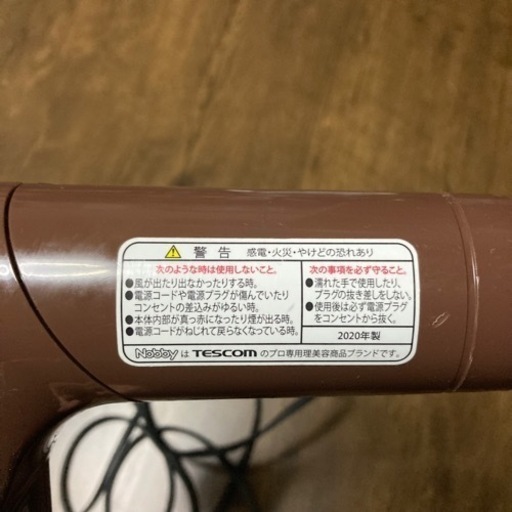 警告 感電・火災・やけどの恐れあり
次のような時は使用しないこと。
●風が出たり出なかったりする時。
●電源コードや電源プラグが傷んでいたり
コンセントの差込みがゆるい時。
●本体内部が真っ赤になったり煙が出る時。
●電源コードがねじれて戻らなくなっている時。
次の事項を必ず守ること。
●濡れた手で使用したり、
プラグの抜き差しをしない。
●使用後は必ず電源プラグ
をコンセントから抜く。
2020年製
Nobby は TESCOM のプロ専用理美容商品ブランドです。